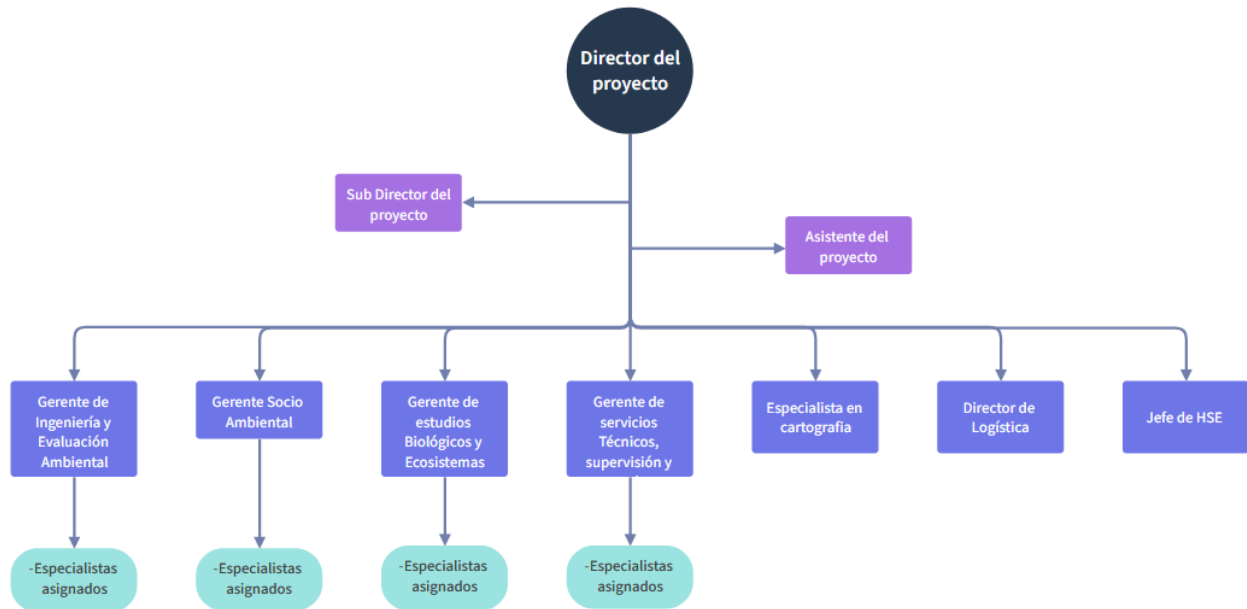 Director del
proyecto
Sub Director del
proyecto
Asistente del
proyecto
Gerente de
Ingeniería y
Evaluación
Ambiental
Gerente Socio
Ambiental
Gerente de
estudios
Biológicos y
Ecosistemas
Gerente de
servicios
Técnicos,
supervisión y
Especialista en
cartografia
Director de
Logística
Jefe de HSE
-Especialistas
asignados
-Especialistas
asignados
-Especialistas
asignados
-Especialistas
asignados